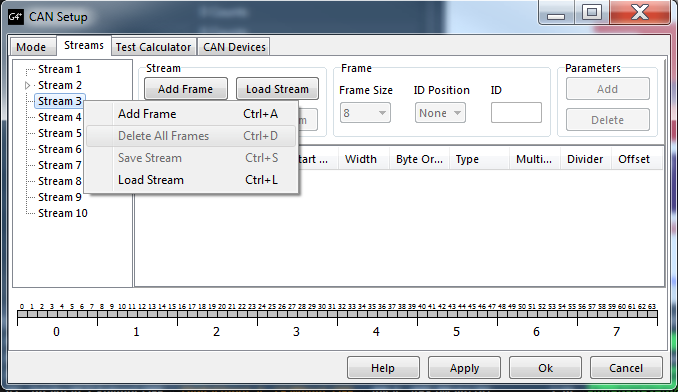 G4+ CAN Setup
Mode Streams Test Calculator CAN Devices
Stream 1
Stream 2
Stream 3
Stream 4
Stream 5
Stream 6
Stream 7
Stream 8
Stream 9
Stream 10
Stream
Add Frame Load Stream
Frame
Frame Size ID Position ID
8 None
Parameters
Add
Delete
Add Frame Ctrl+A
Delete All Frames Ctrl+D
Save Stream Ctrl+S
Load Stream Ctrl+L
Width Byte Or... Type Multi... Divider Offset
0 1 2 3 4 5 6 7 8 9 10 11 12 13 14 15 16 17 18 19 20 21 22 23 24 25 26 27 28 29 30 31 32 33 34 35 36 37 38 39 40 41 42 43 44 45 46 47 48 49 50 51 52 53 54 55 56 57 58 59 60 61 62 63
0 1 2 3 4 5 6 7
Help Apply Ok Cancel